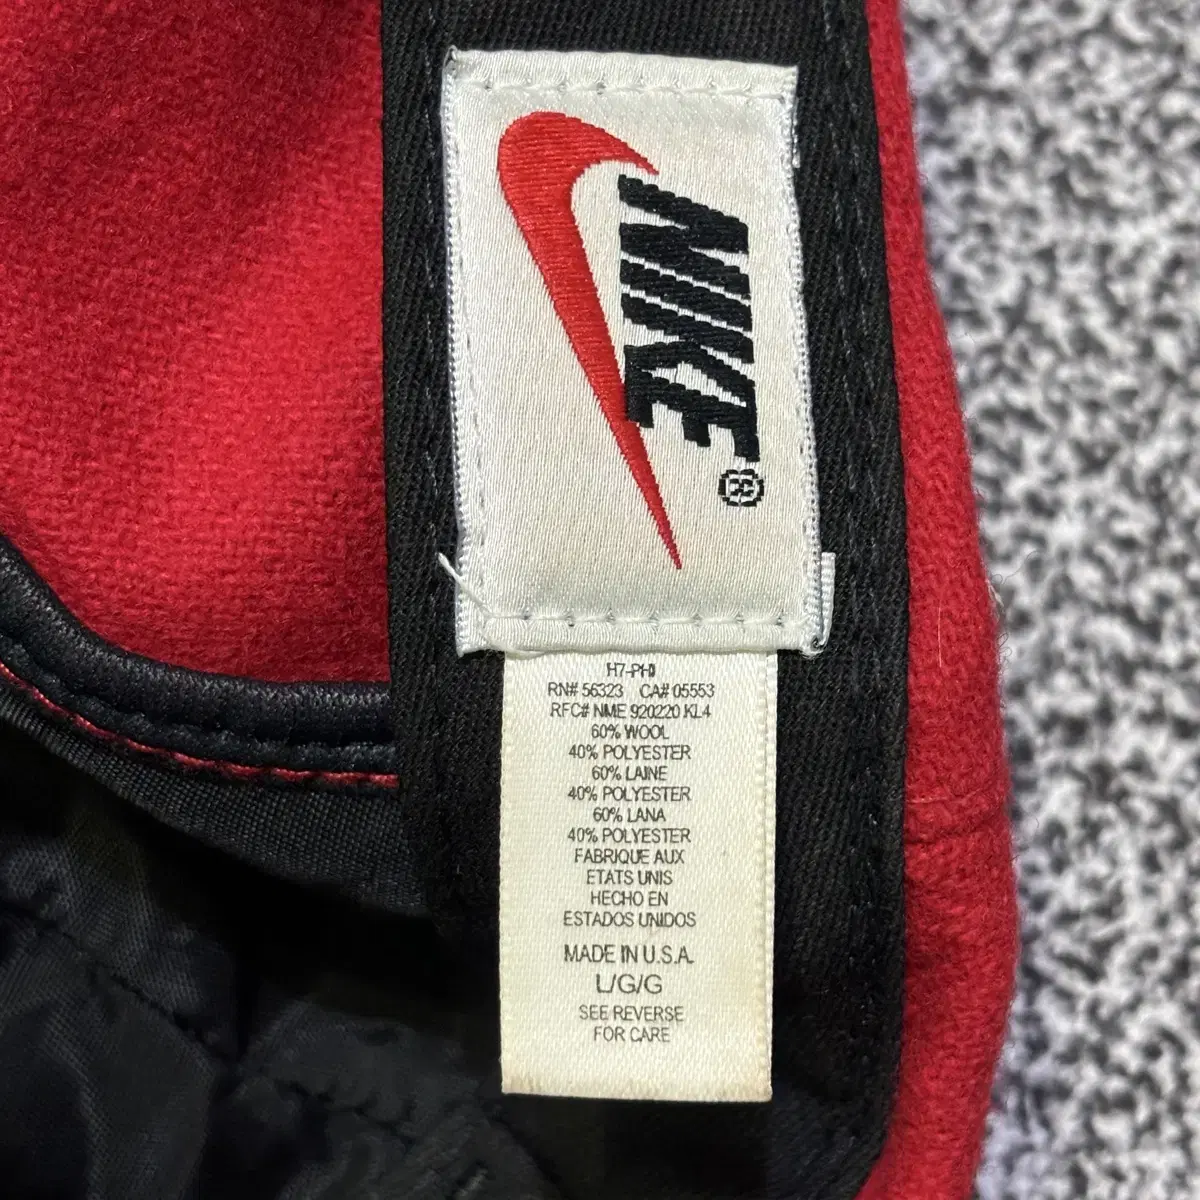 NIKE®
H7-PHI
RN# 56323 CA# 05553
RFC# NME 920220 KL4
60% WOOL
40% POLYESTER
60% LAINE
40% POLYESTER
60% LANA
40% POLYESTER
FABRIQUE AUX
ETATS UNIS
HECHO EN
ESTADOS UNIDOS
MADE IN U.S.A.
L/G/G
SEE REVERSE
FOR CARE